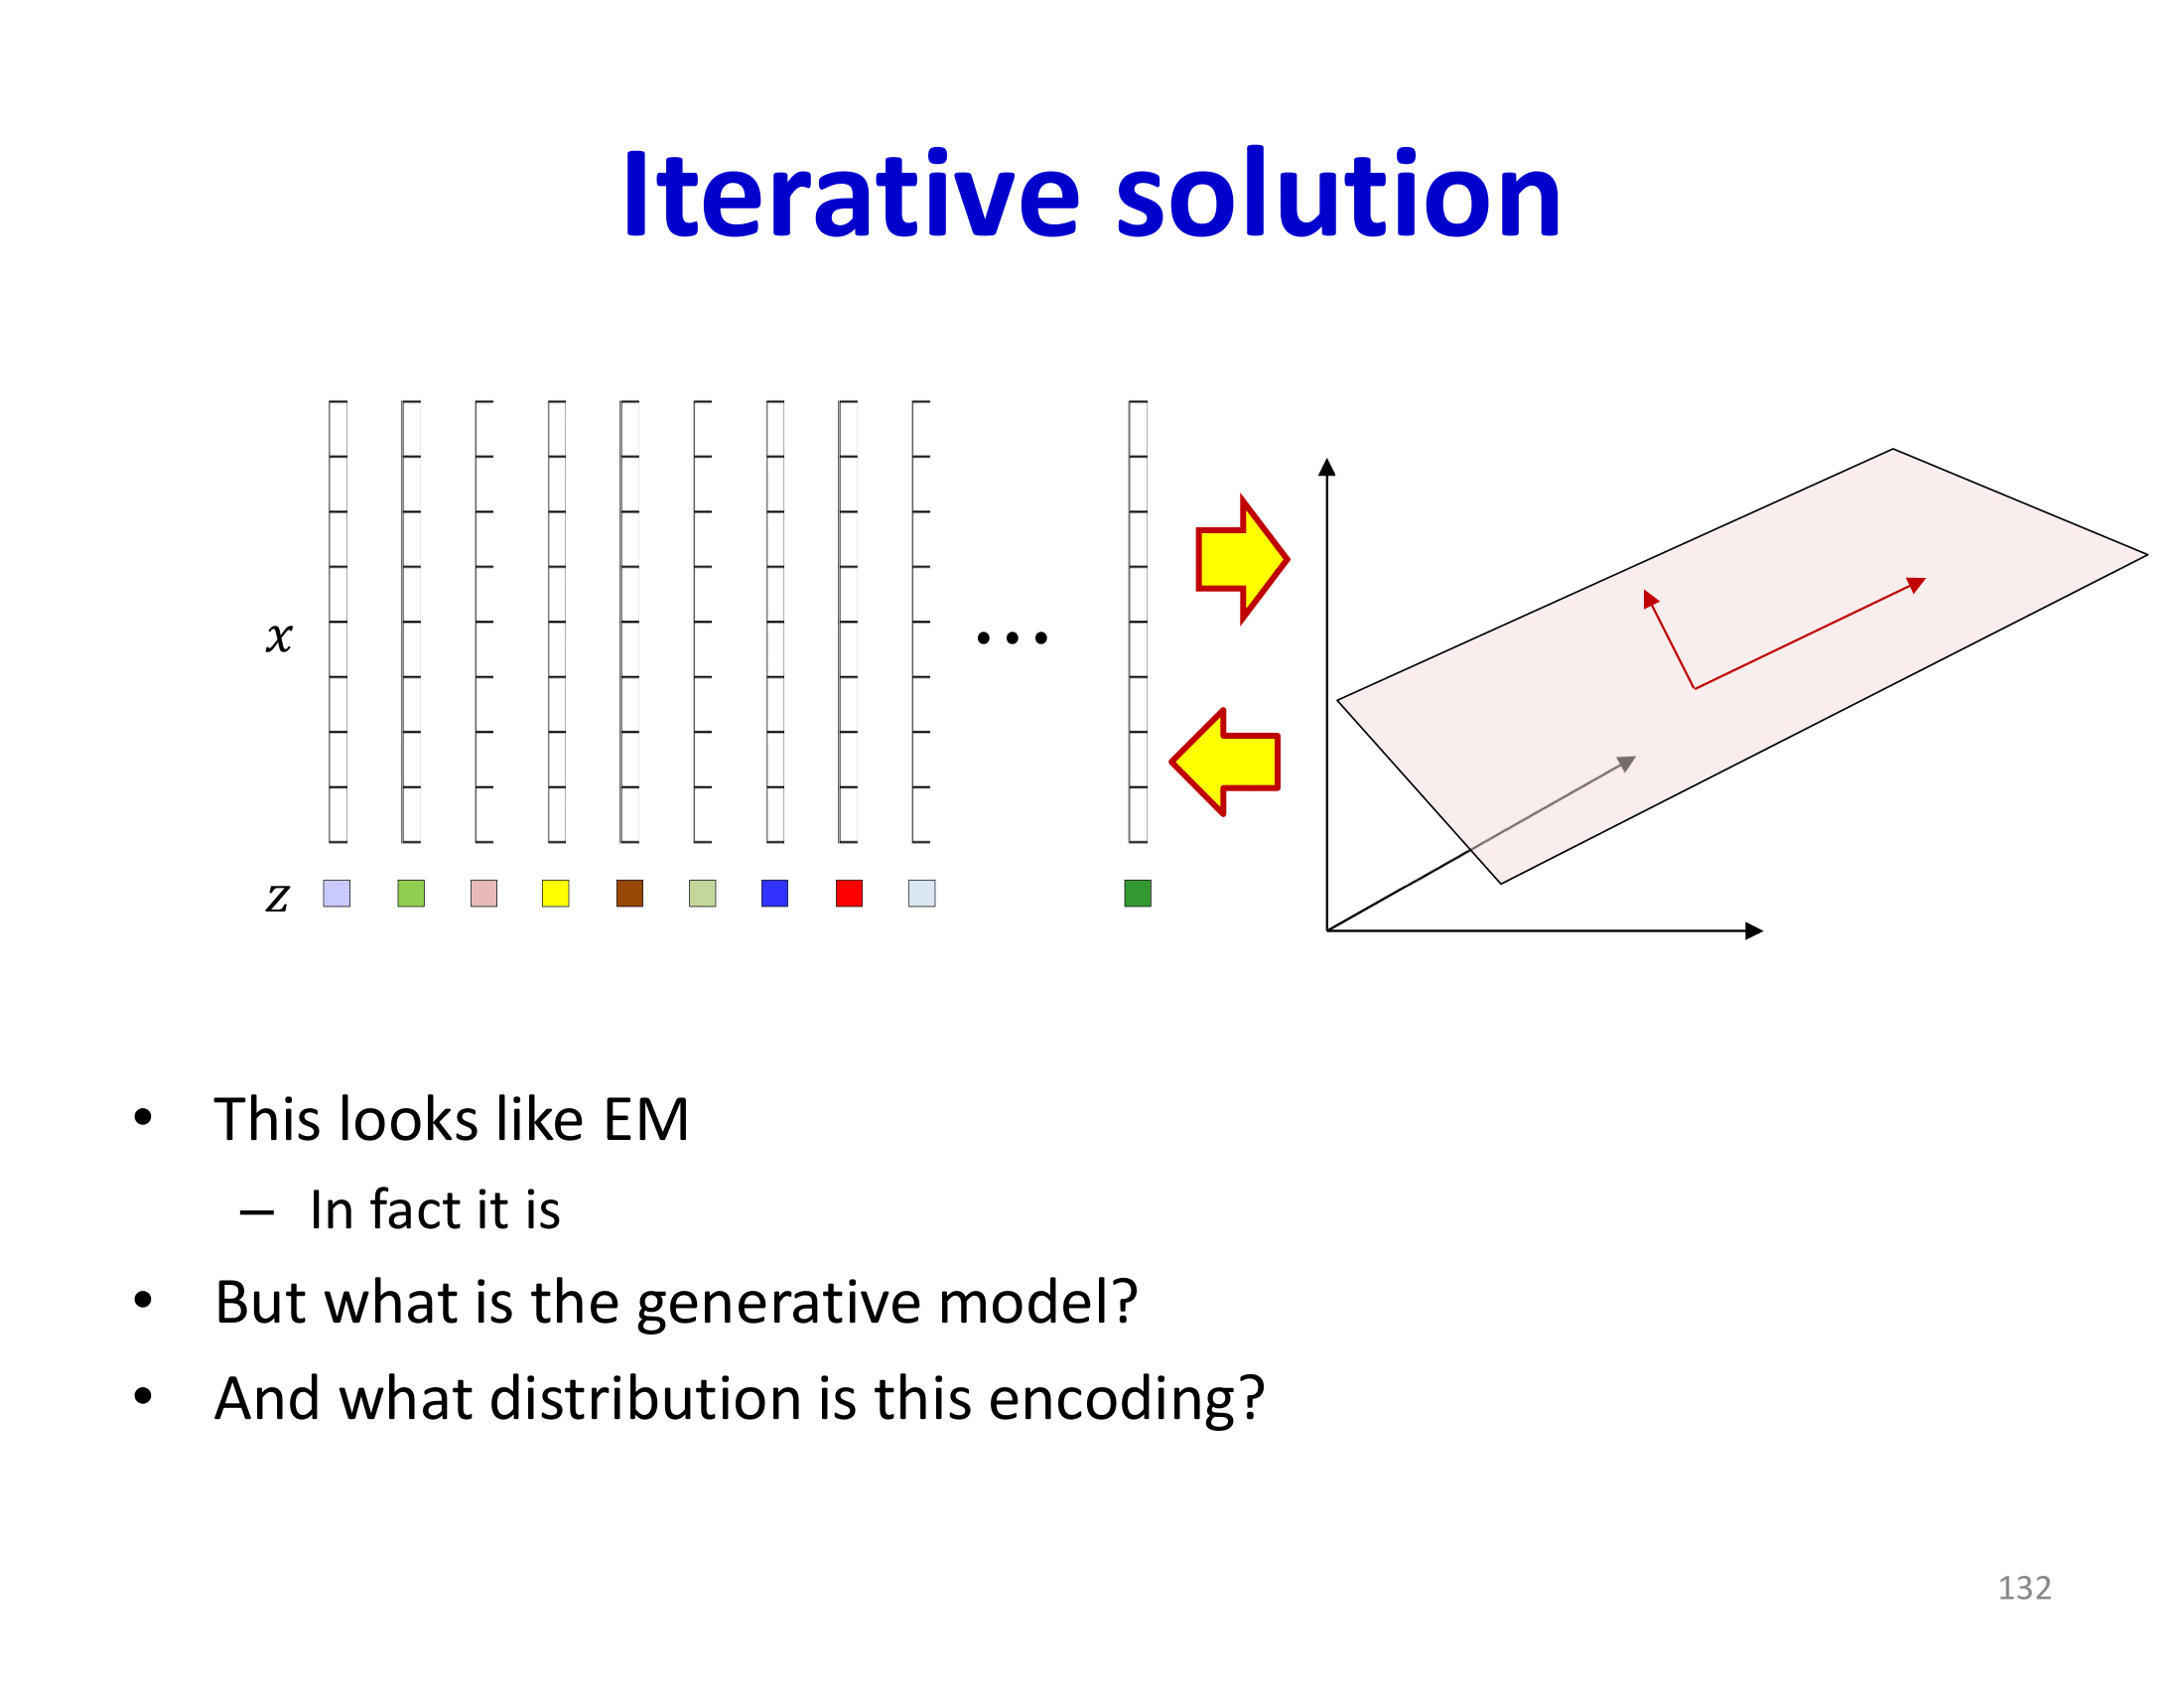 Iterative solution
x
• • •
z
• This looks like EM
– In fact it is
• But what is the generative model?
• And what distribution is this encoding?
132